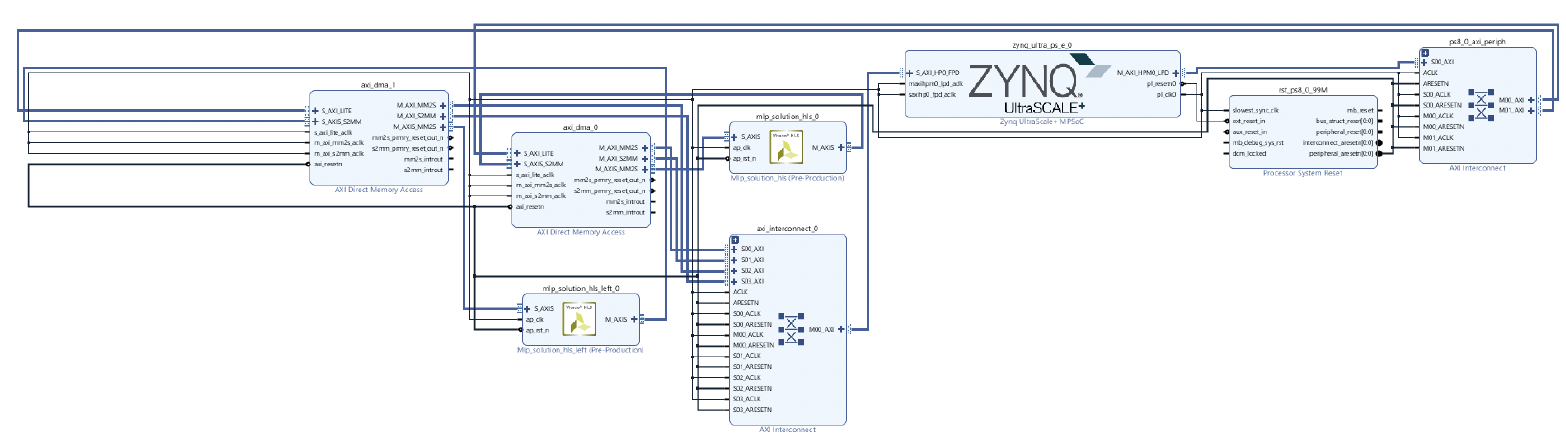 axi_dma_1
S_AXI_LITE
S_AXIS_S2MM
s_axi_lite_aclk
m_axi_mm2s_aclk
m_axi_s2mm_aclk
axi_resetn
M_AXI_MM2S
M_AXI_S2MM
M_AXIS_MM2S
mm2s_prmry_reset_out_n
s2mm_prmry_reset_out_n
mm2s_introut
s2mm_introut
AXI Direct Memory Access
axi_dma_0
S_AXI_LITE
S_AXIS_S2MM
s_axi_lite_aclk
m_axi_mm2s_aclk
m_axi_s2mm_aclk
axi_resetn
M_AXI_MM2S
M_AXI_S2MM
M_AXIS_MM2S
mm2s_prmry_reset_out_n
s2mm_prmry_reset_out_n
mm2s_introut
s2mm_introut
AXI Direct Memory Access
mlp_solution_hls_left_0
S_AXIS
ap_clk
ap_rst_n
Vitis™ HLS
M_AXIS
Mlp_solution_hls_left (Pre-Production)
mlp_solution_hls_0
S_AXIS
ap_clk
ap_rst_n
Vitis™ HLS
M_AXIS
Mlp_solution_hls (Pre-Production)
axi_interconnect_0
S00_AXI
S01_AXI
S02_AXI
S03_AXI
ACLK
ARESETN
S00_ACLK
S00_ARESETN
M00_ACLK
M00_ARESETN
S01_ACLK
S01_ARESETN
S02_ACLK
S02_ARESETN
S03_ACLK
S03_ARESETN
M00_AXI
AXI Interconnect
zynq_ultra_ps_e_0
S_AXI_HP0_FPD
maxihpm0_lpd_aclk
saxihp0_fpd_aclk
ZYNQ
UltraSCALE+
M_AXI_HPM0_LPD
pl_resetn0
pl_clk0
Zynq UltraScale+ MPSoC
rst_ps8_0_99M
slowest_sync_clk
ext_reset_in
aux_reset_in
mb_debug_sys_rst
dcm_locked
mb_reset
bus_struct_reset[0:0]
peripheral_reset[0:0]
interconnect_aresetn[0:0]
peripheral_aresetn[0:0]
Processor System Reset
ps8_0_axi_periph
S00_AXI
ACLK
ARESETN
S00_ACLK
S00_ARESETN
M00_ACLK
M00_ARESETN
M01_ACLK
M01_ARESETN
M00_AXI
M01_AXI
AXI Interconnect